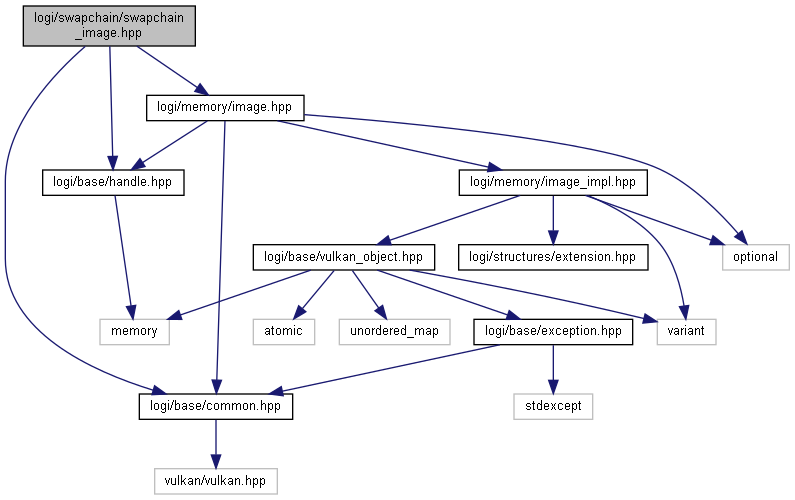 logi/swapchain/swapchain
_image.hpp
logi/memory/image.hpp
logi/base/handle.hpp
logi/memory/image_impl.hpp
logi/base/vulkan_object.hpp
logi/structures/extension.hpp
optional
memory
atomic
unordered_map
logi/base/exception.hpp
variant
logi/base/common.hpp
stdexcept
vulkan/vulkan.hpp